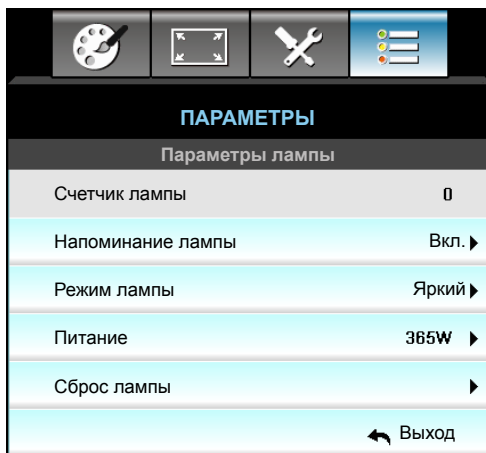 ПАРАМЕТРЫ
Параметры лампы
Счетчик лампы 0
Напоминание лампы Вкл.
Режим лампы Яркий
Питание 365W
Сброс лампы
Выход